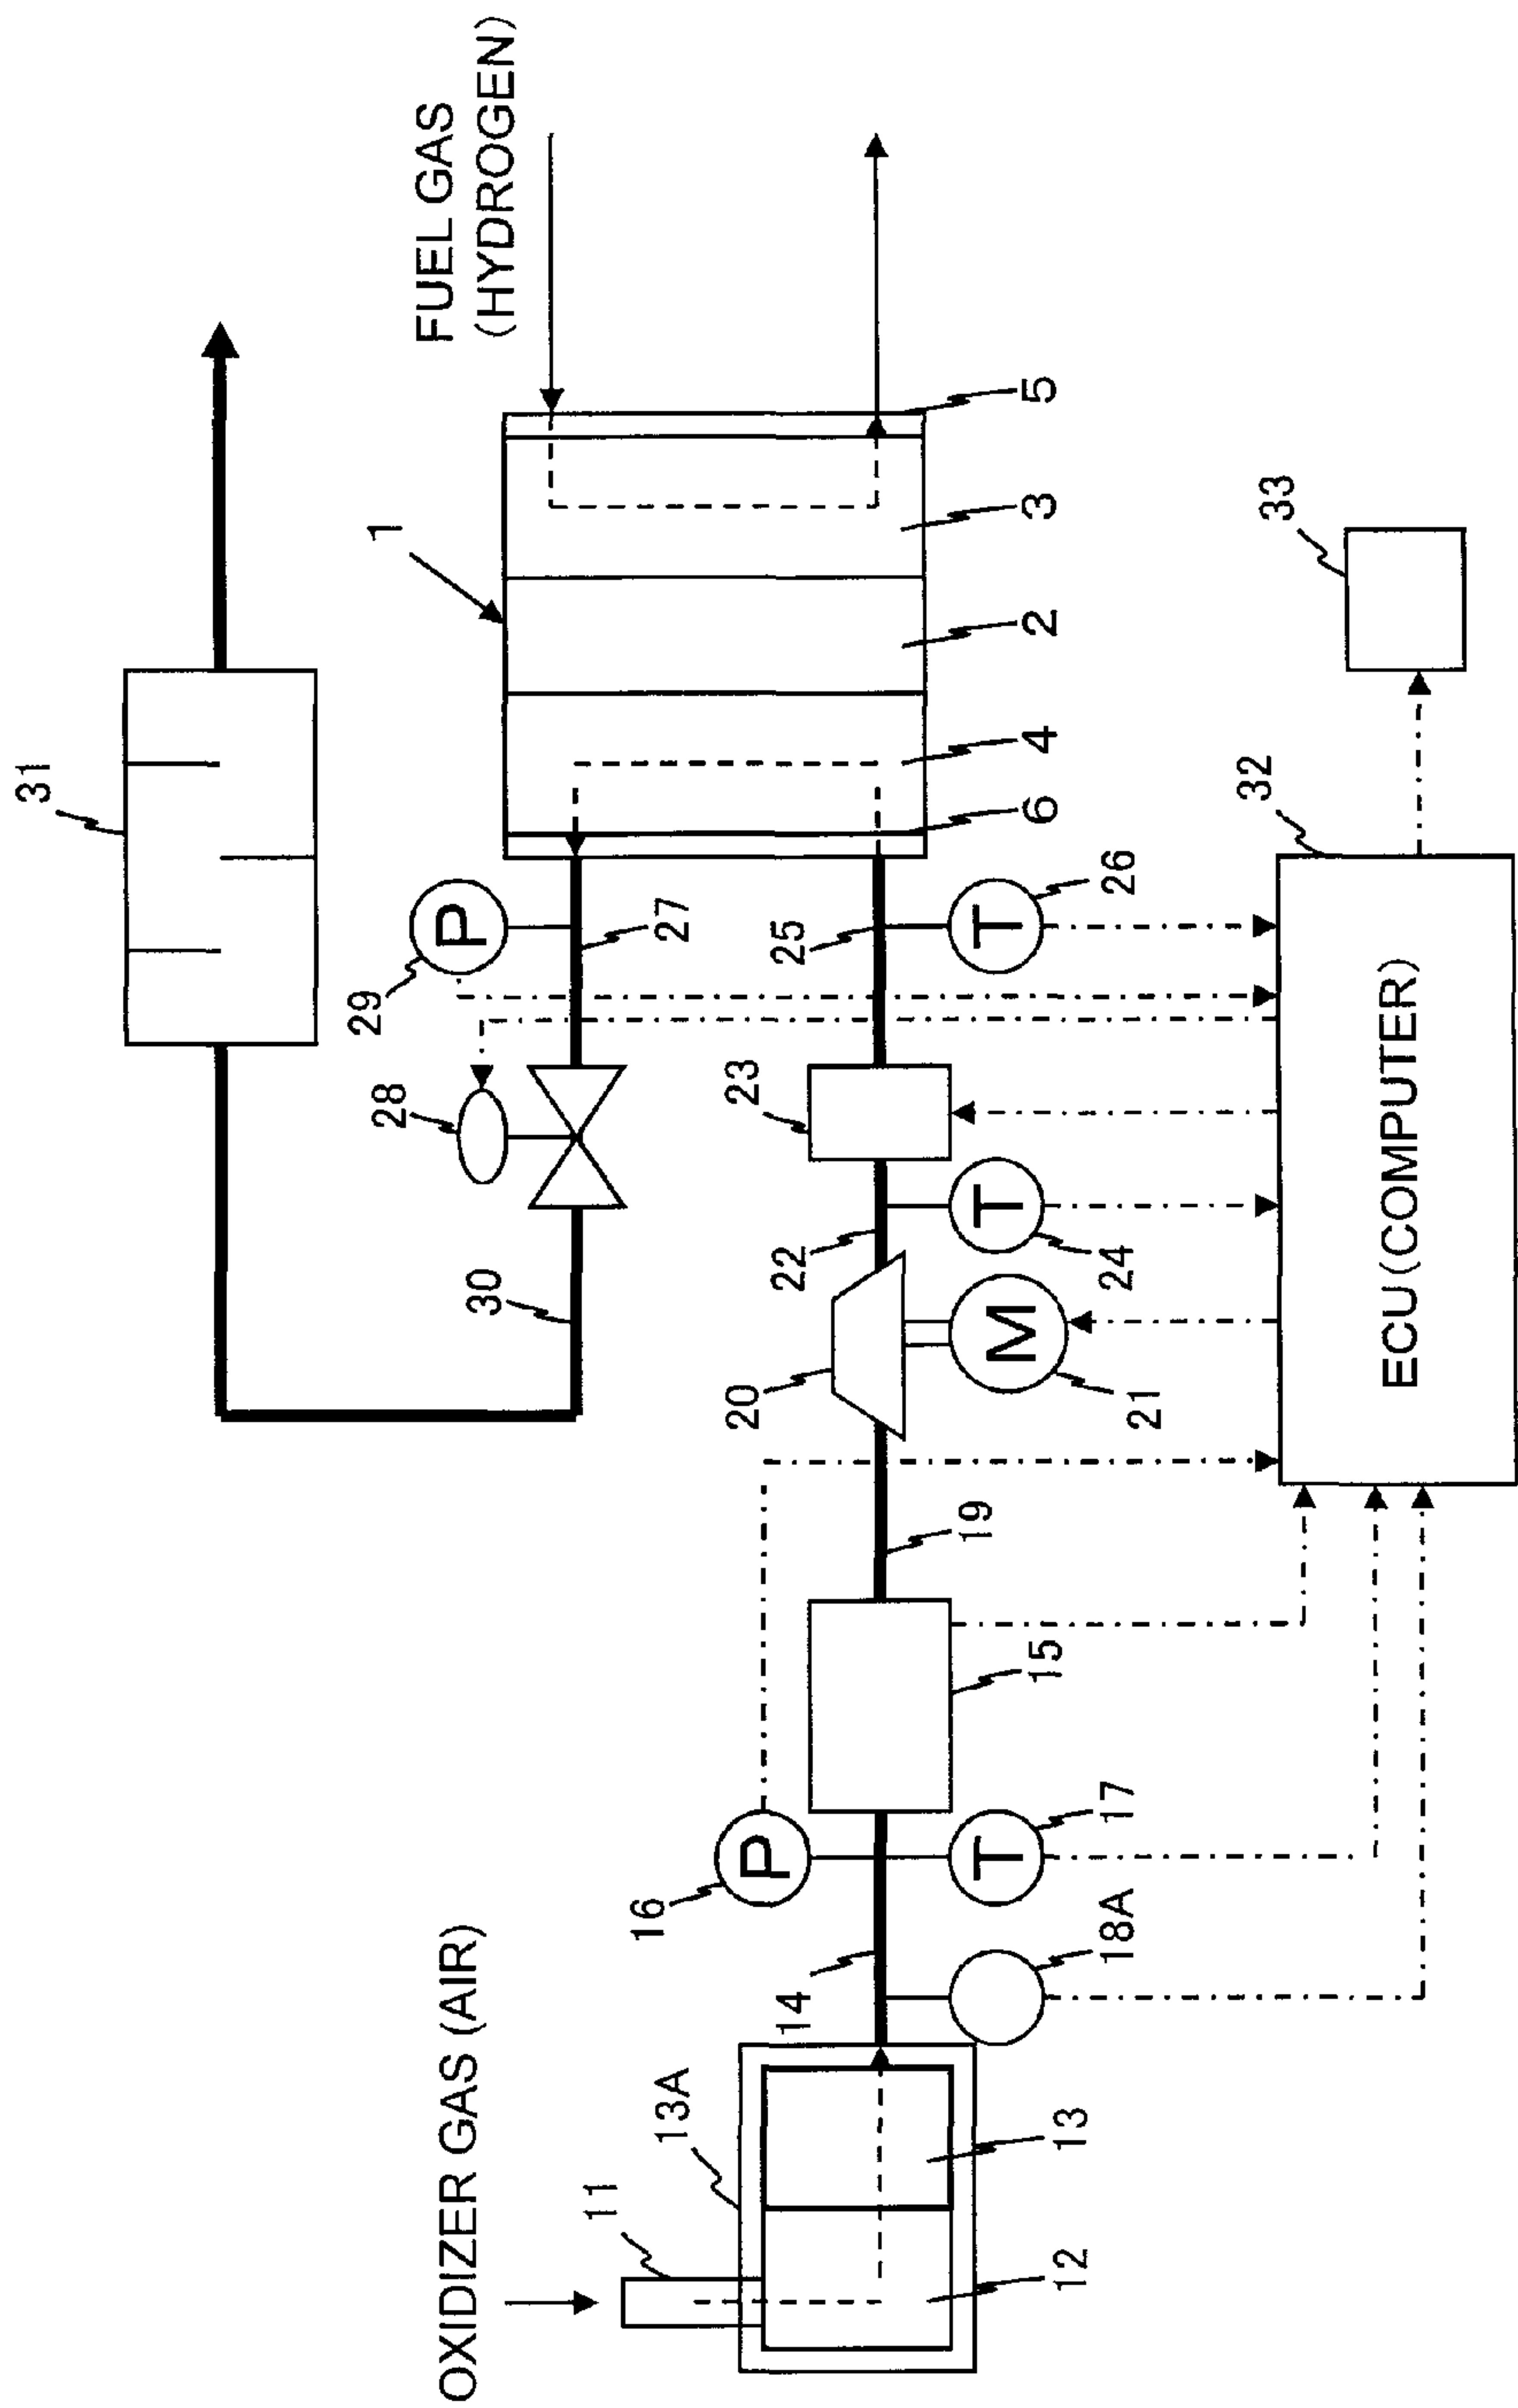 31
FUEL GAS
(HYDROGEN)
1
29
P
28
27
30
5
3
2
4
6
OXIDIZER GAS (AIR)
11
13A
16
P
14
20
22
23
25
12
13
18A
T
17
15
19
M
21
T
24
T
26
32
33
ECU(COMPUTER)